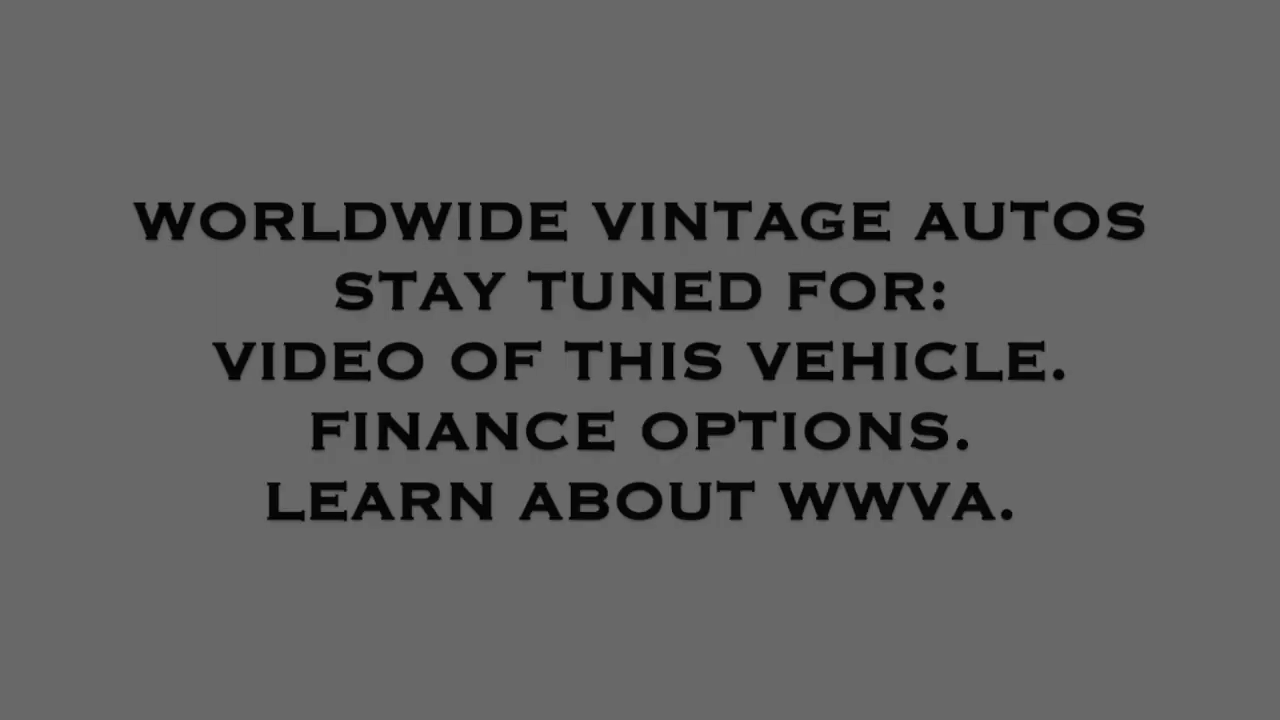 WORLDWIDE VINTAGE AUTOS
STAY TUNED FOR:
VIDEO OF THIS VEHICLE.
FINANCE OPTIONS.
LEARN ABOUT WWVA.